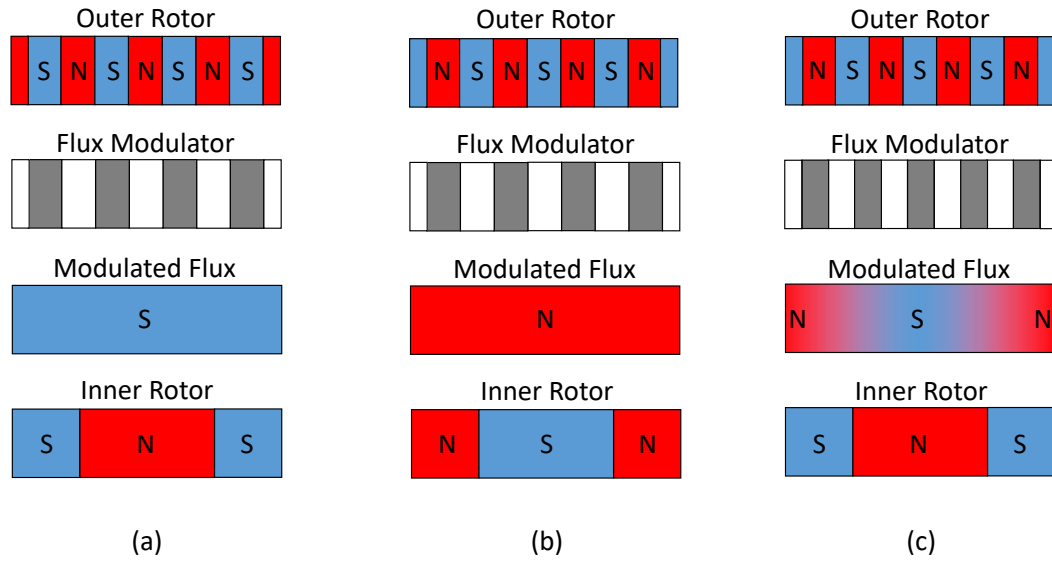 Outer Rotor
S N S N S N S
Flux Modulator
Modulated Flux
S
Inner Rotor
S N S
(a)
Outer Rotor
N S N S N S N
Flux Modulator
Modulated Flux
N
Inner Rotor
N S N
(b)
Outer Rotor
N S N S N S N
Flux Modulator
Modulated Flux
N S N
Inner Rotor
S N S
(c)